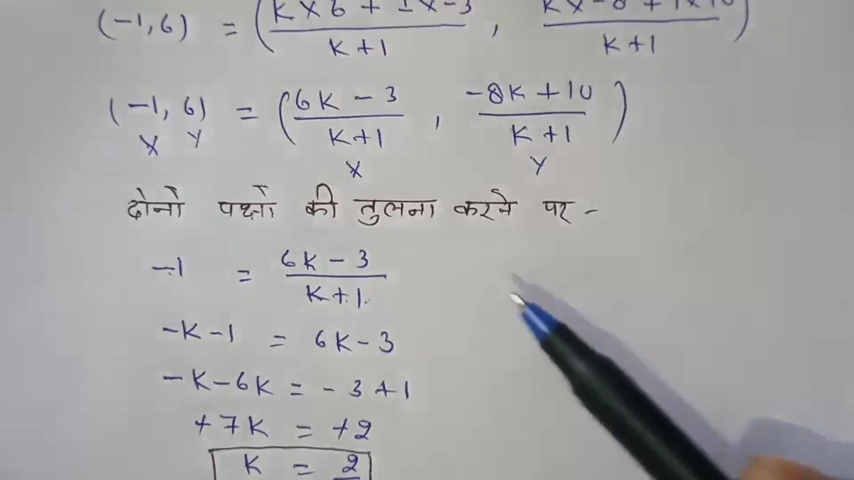 (-1, 6) = (K×6 + 1×-3 / K+1 , K×-8 + 1×10 / K+1)
(-1, 6) = (6K - 3 / K+1 , -8K + 10 / K+1)
X Y X Y
दोनो पक्षो की तुलना करने पर -
-1 = 6K - 3 / K+1
-K-1 = 6K-3
-K-6K = -3+1
+7K = +2
K = 2